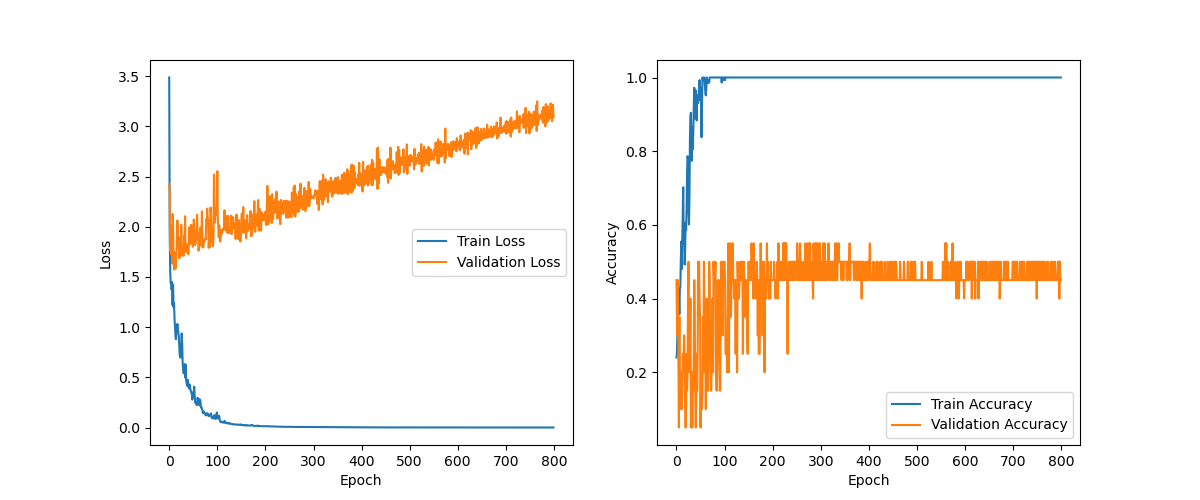 3.5
3.0
2.5
2.0
1.5
1.0
0.5
0.0
Loss
0 100 200 300 400 500 600 700 800
Epoch
Train Loss
Validation Loss
1.0
0.8
0.6
0.4
0.2
Accuracy
0 100 200 300 400 500 600 700 800
Epoch
Train Accuracy
Validation Accuracy